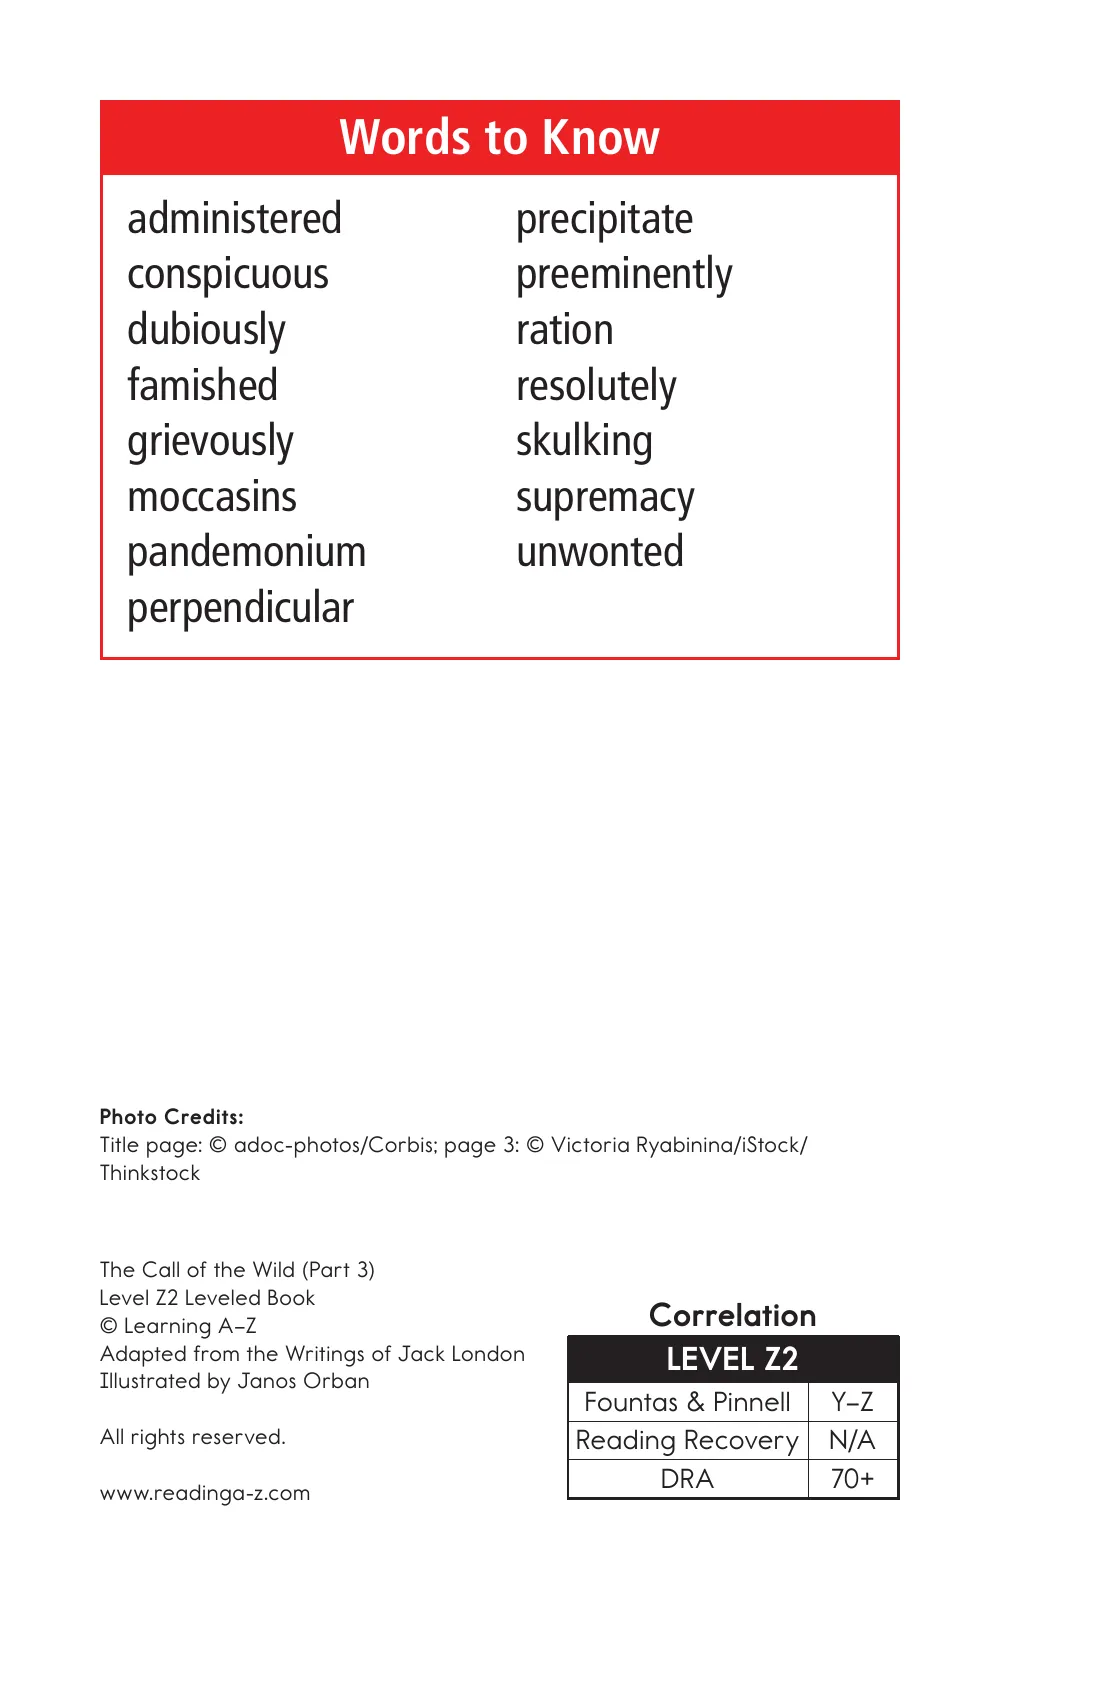 Words to Know
administered
conspicuous
dubiously
famished
grievously
moccasins
pandemonium
perpendicular
precipitate
preeminently
ration
resolutely
skulking
supremacy
unwonted
Photo Credits:
Title page: © adoc-photos/Corbis; page 3: © Victoria Ryabinina/iStock/
Thinkstock
The Call of the Wild (Part 3)
Level Z2 Leveled Book
© Learning A–Z
Adapted from the Writings of Jack London
Illustrated by Janos Orban
All rights reserved.
www.readinga-z.com
Correlation
LEVEL Z2
Fountas & Pinnell Y–Z
Reading Recovery N/A
DRA 70+